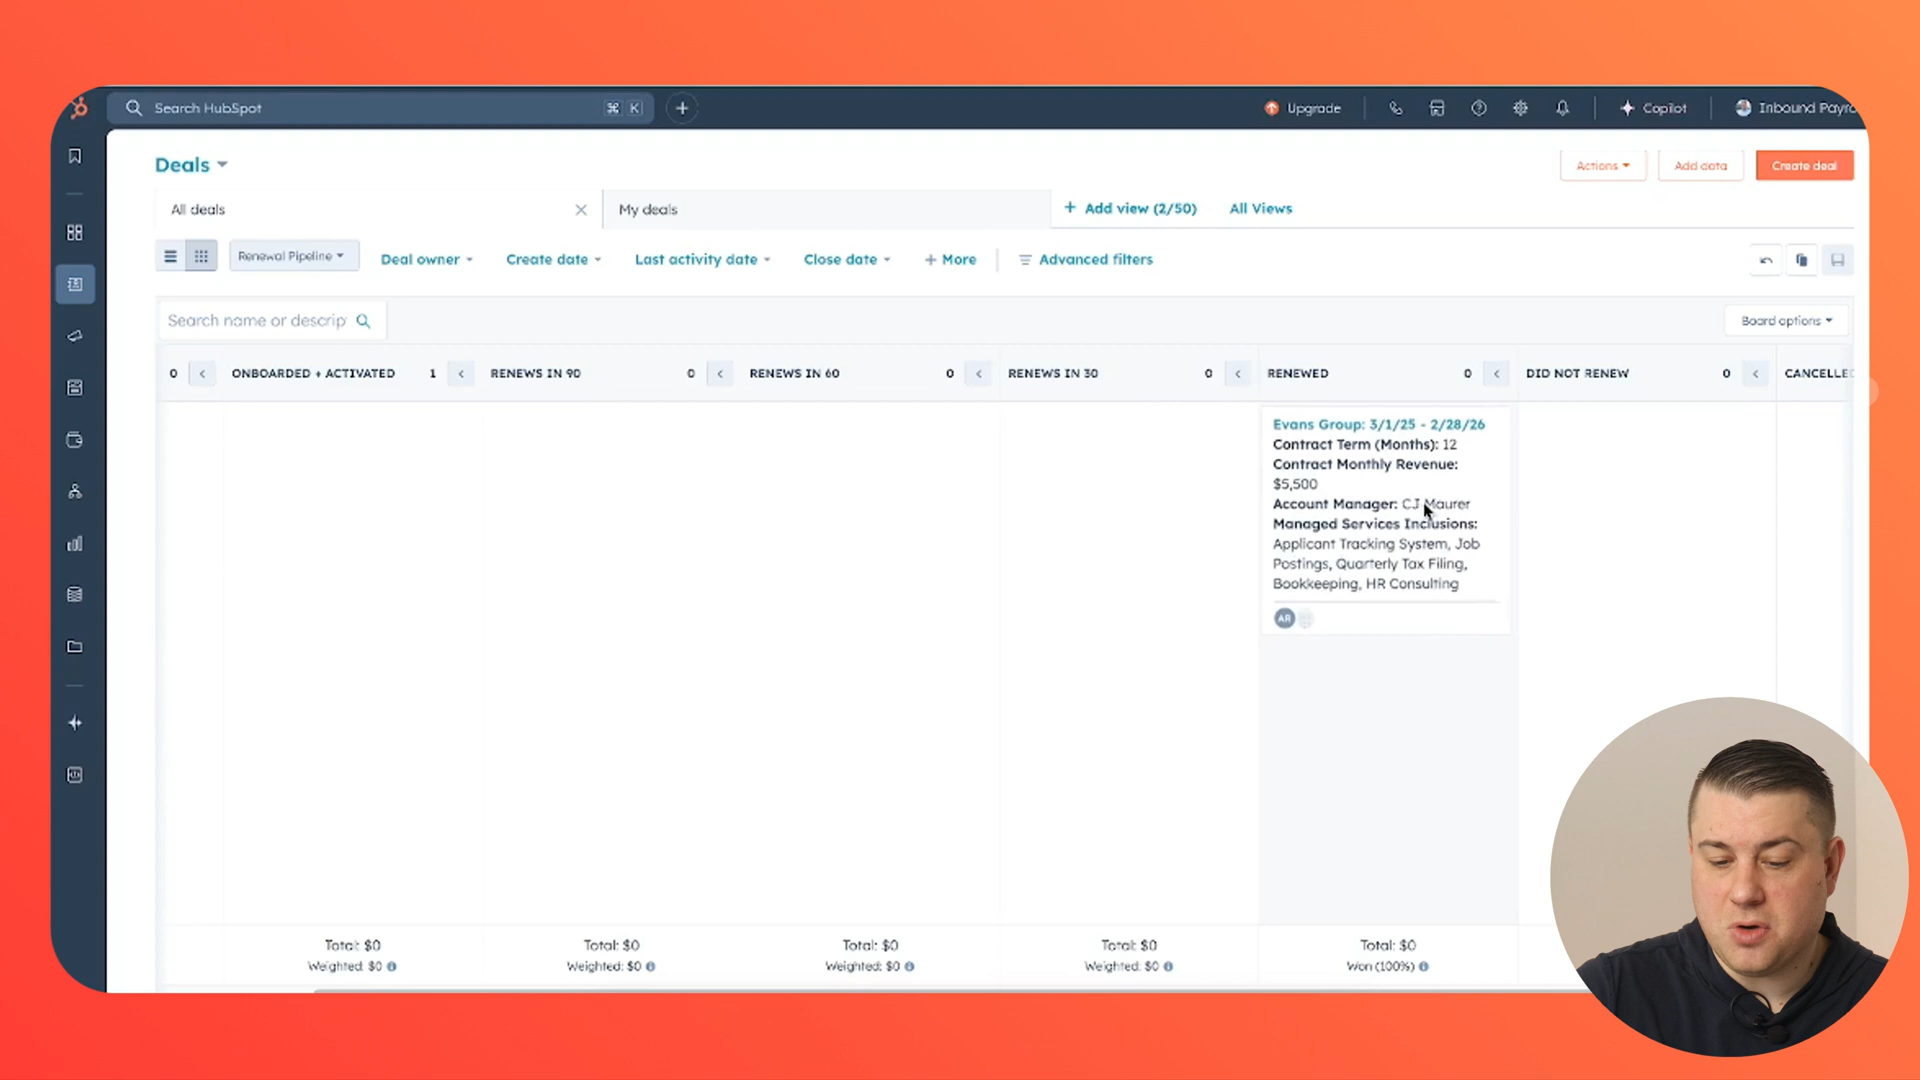 Search HubSpot
⌘ K
Upgrade
Copilot
Inbound Payro
Deals
Actions
Add data
Create deal
All deals
My deals
+ Add view (2/50)
All Views
Renewal Pipeline
Deal owner
Create date
Last activity date
Close date
+ More
Advanced filters
Search name or descrip
Board options
0
ONBOARDED + ACTIVATED 1
RENEWS IN 90 0
RENEWS IN 60 0
RENEWS IN 30 0
RENEWED 0
DID NOT RENEW 0
CANCELLE
Evans Group: 3/1/25 - 2/28/26
Contract Term (Months): 12
Contract Monthly Revenue:
$5,500
Account Manager: CJ Maurer
Managed Services Inclusions:
Applicant Tracking System, Job
Postings, Quarterly Tax Filing,
Bookkeeping, HR Consulting
AR
Total: $0
Weighted: $0
Total: $0
Weighted: $0
Total: $0
Weighted: $0
Total: $0
Weighted: $0
Total: $0
Won (100%)